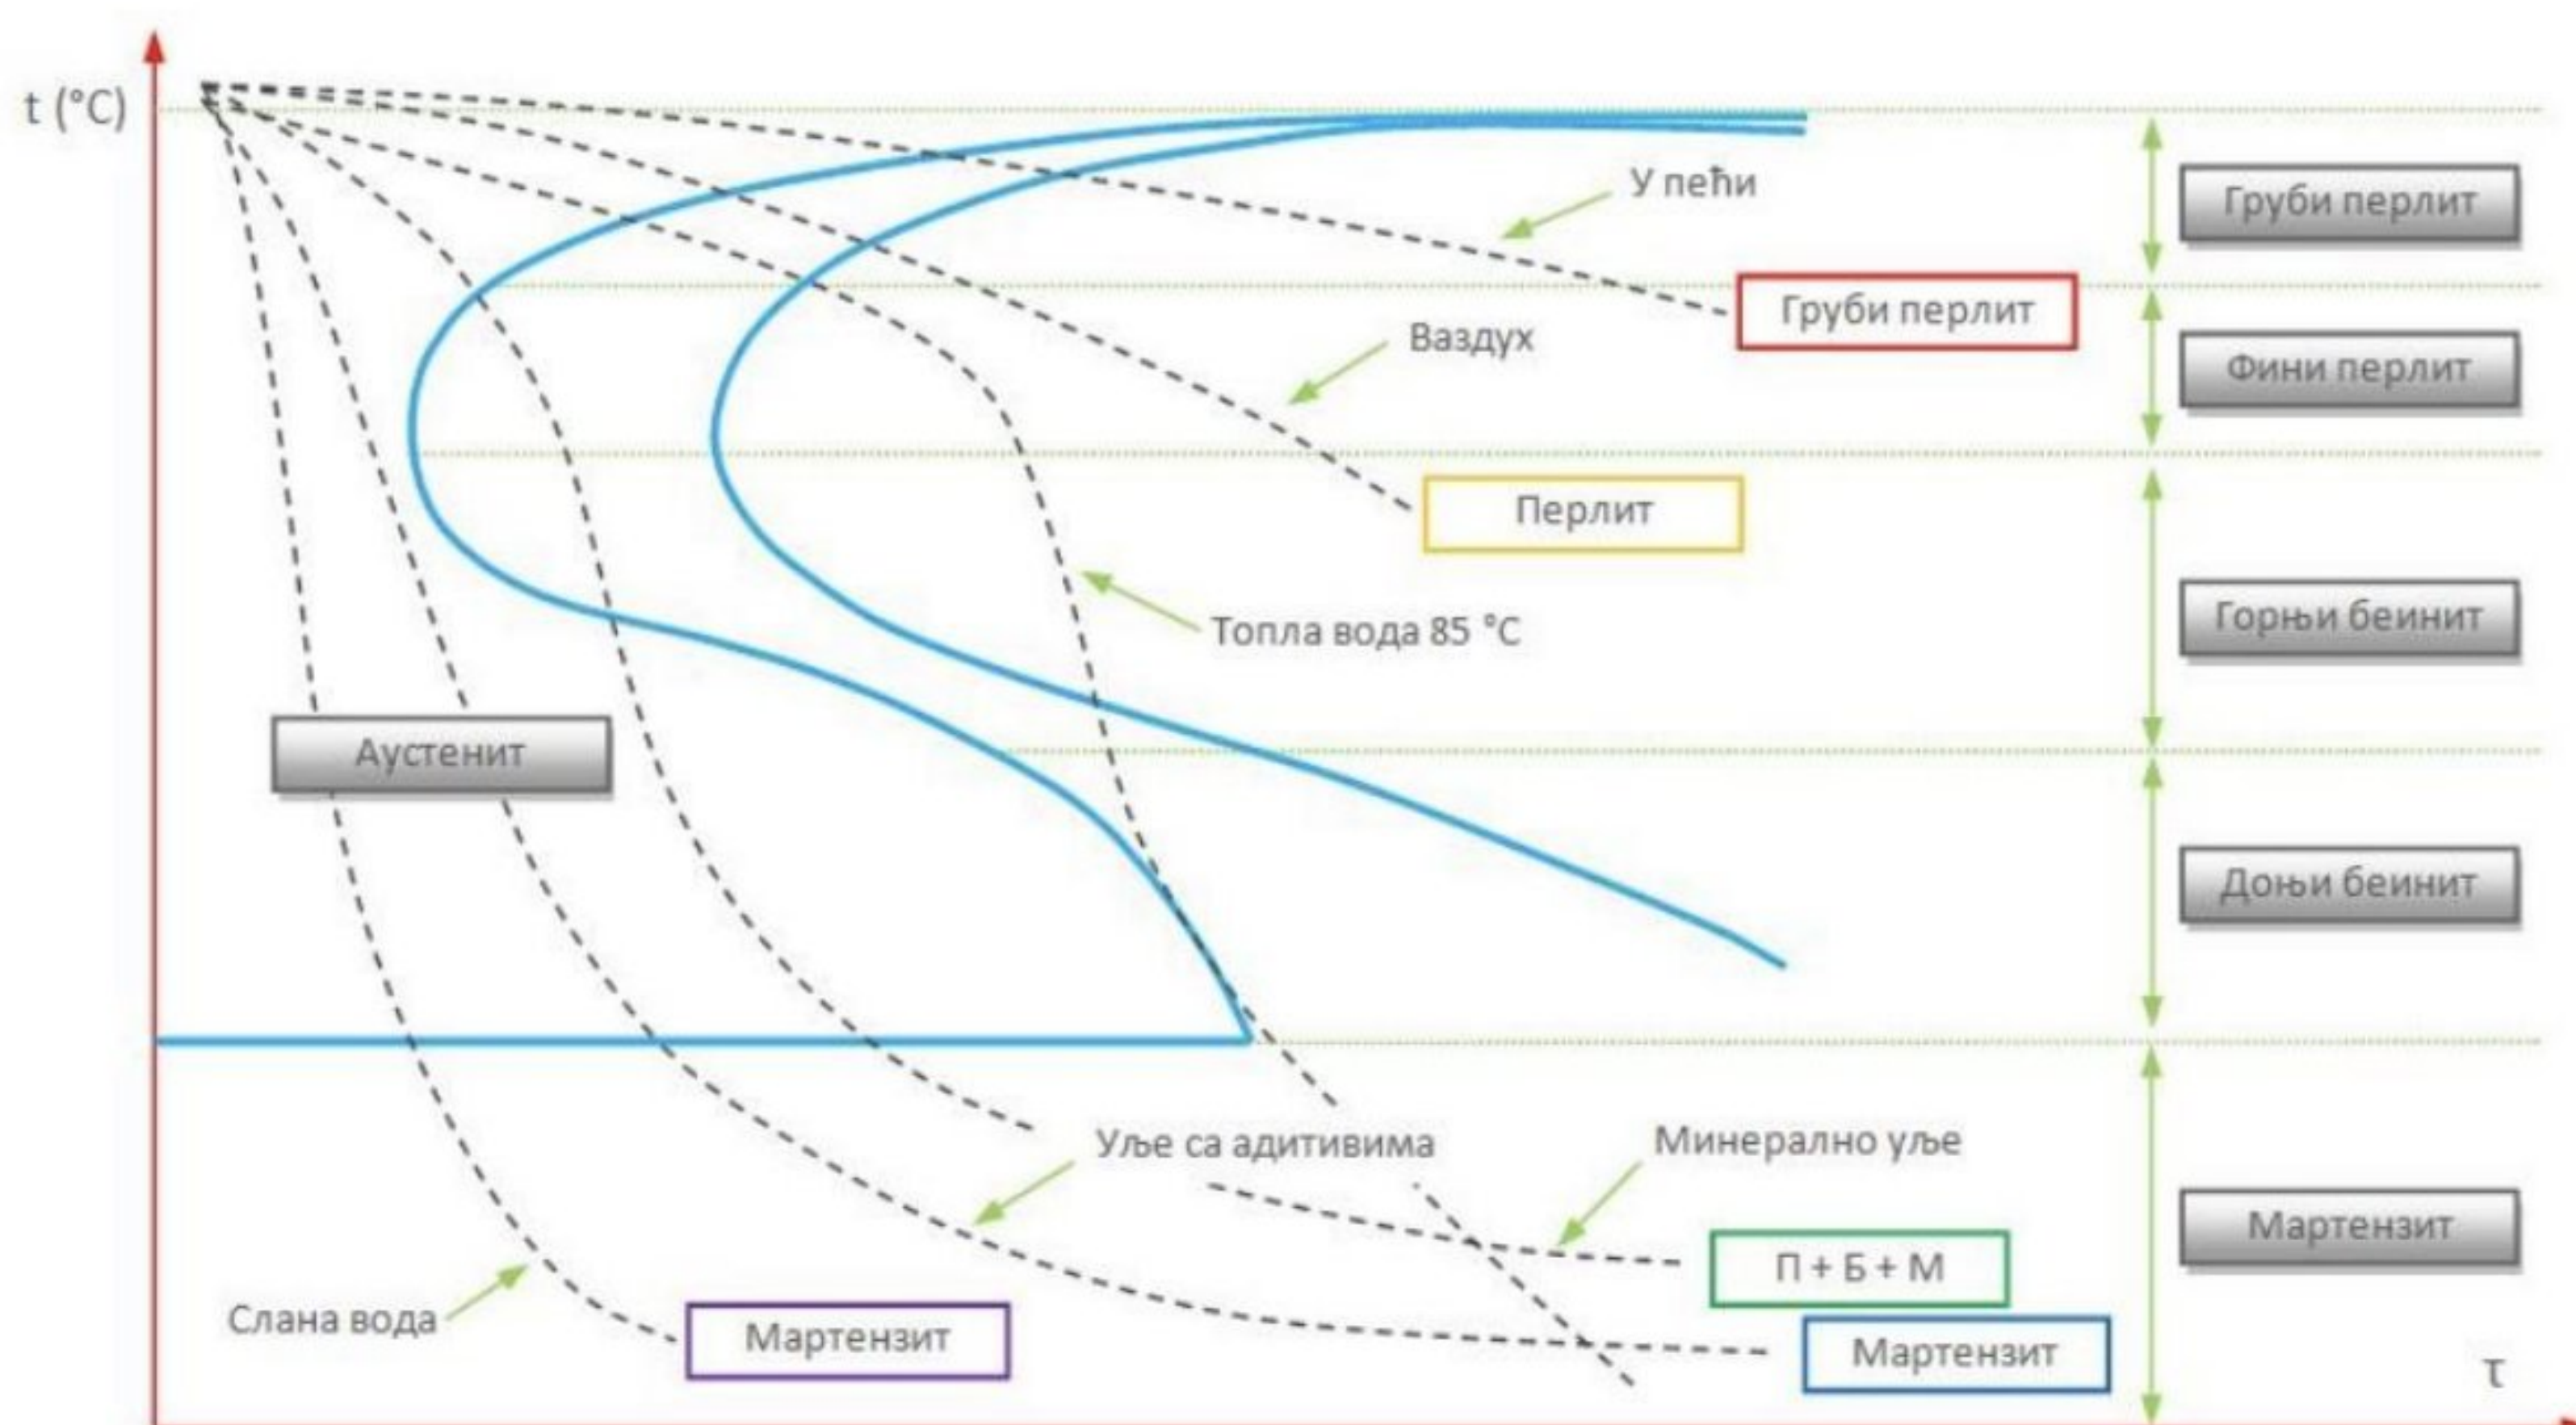 t (°C)
У пећи
Груби перлит
Груби перлит
Ваздух
Фини перлит
Перлит
Топла вода 85 °C
Горњи беинит
Аустенит
Доњи беинит
Уље са адитивима
Минерално уље
Мартензит
П + Б + М
Слана вода
Мартензит
Мартензит
τ